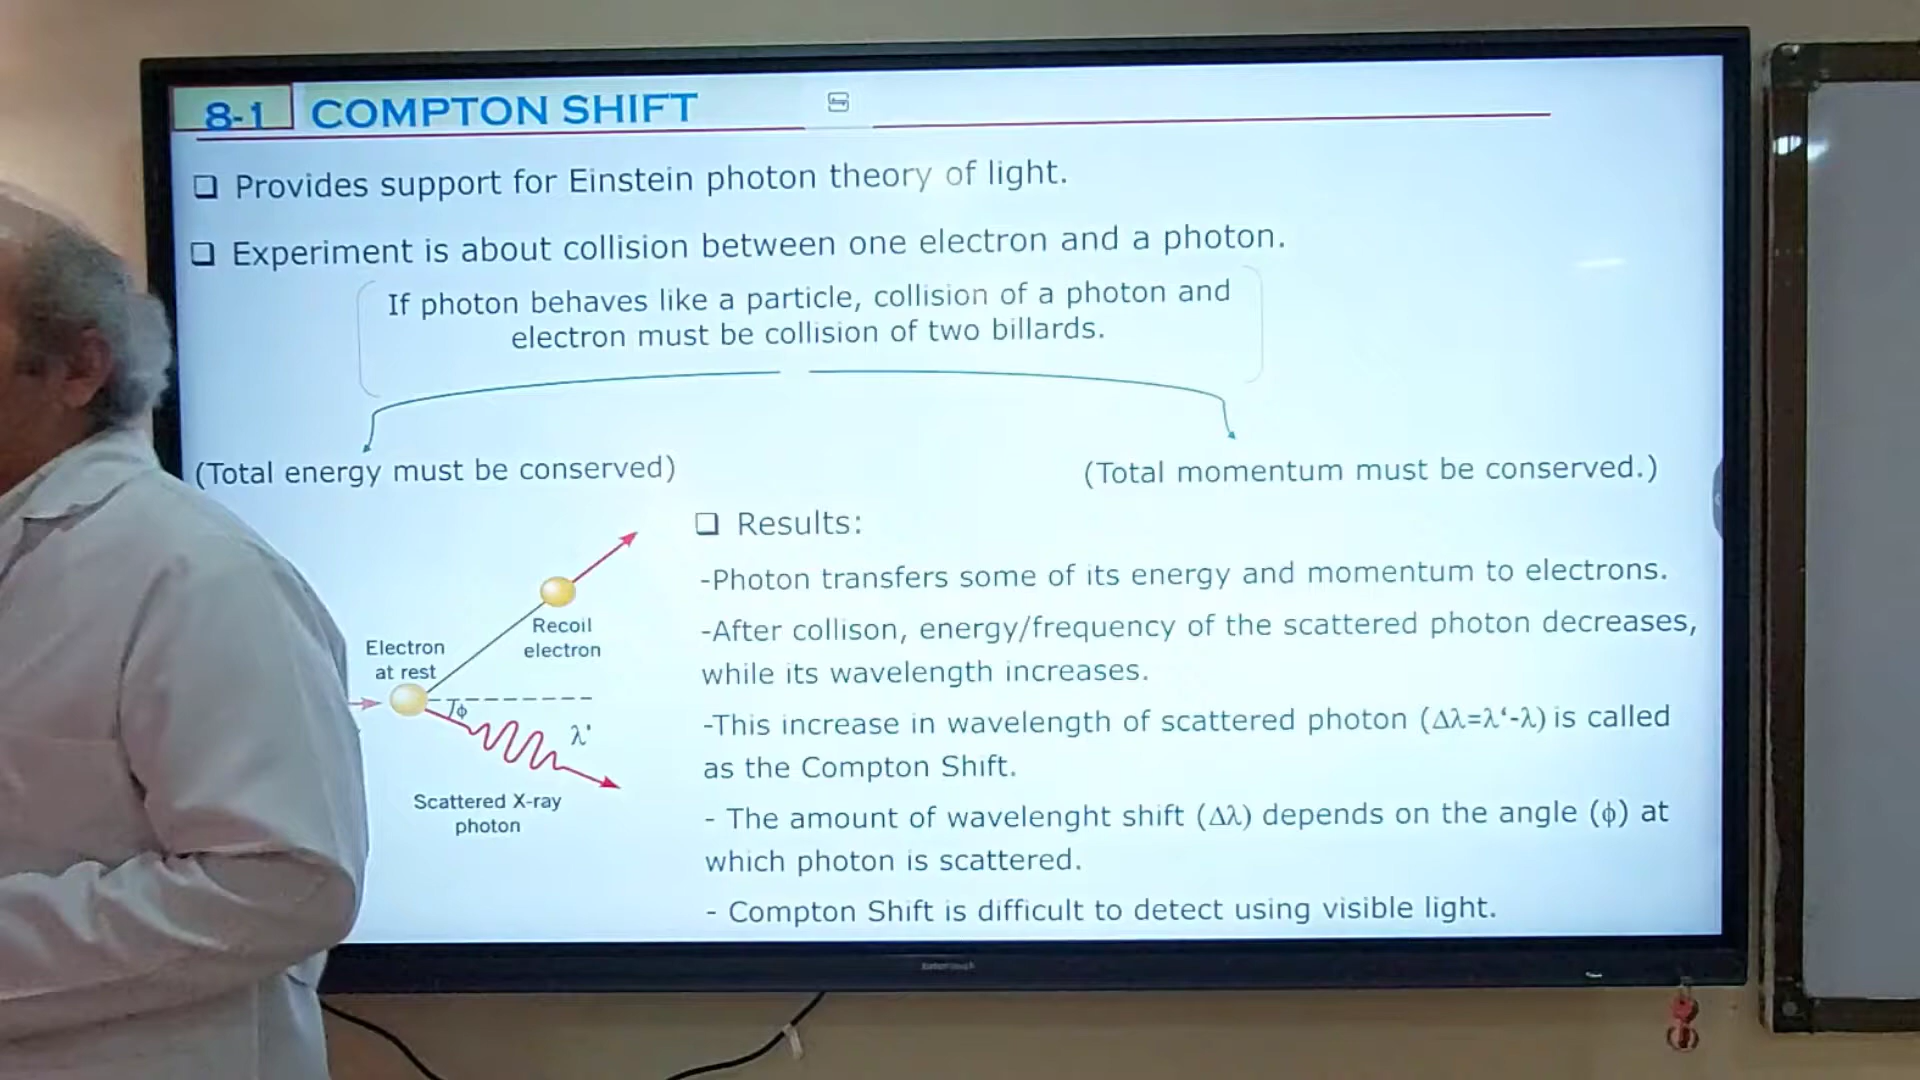 8-1 COMPTON SHIFT
❑ Provides support for Einstein photon theory of light.
❑ Experiment is about collision between one electron and a photon.
If photon behaves like a particle, collision of a photon and
electron must be collision of two billards.
(Total energy must be conserved)
(Total momentum must be conserved.)
Recoil
electron
Electron
at rest
ϕ
λ'
Scattered X-ray
photon
❑ Results:
-Photon transfers some of its energy and momentum to electrons.
-After collison, energy/frequency of the scattered photon decreases,
while its wavelength increases.
-This increase in wavelength of scattered photon (Δλ=λ‘-λ) is called
as the Compton Shift.
- The amount of wavelenght shift (Δλ) depends on the angle (ϕ) at
which photon is scattered.
- Compton Shift is difficult to detect using visible light.